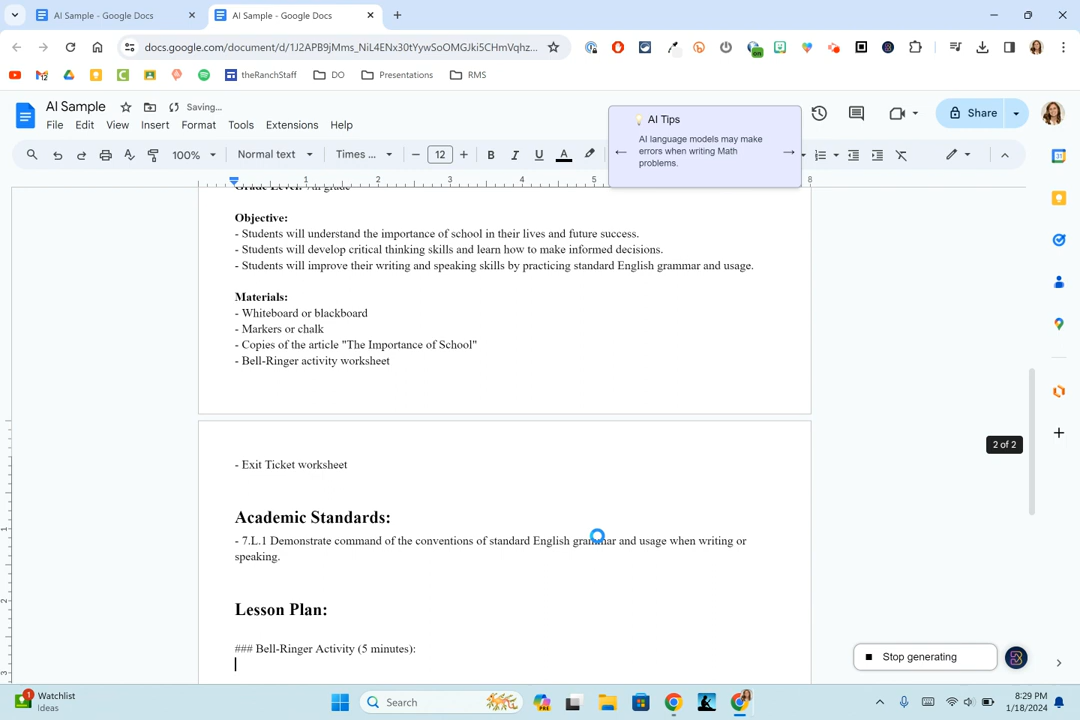 AI Sample - Google Docs
AI Sample - Google Docs
docs.google.com/document/d/1J2APB9jMms_NiL4ENx30tYywSoOMGJki5CHmVqhz...
theRanchStaff
DO
Presentations
RMS
AI Sample
Saving...
File Edit View Insert Format Tools Extensions Help
Share
AI Tips
AI language models may make
errors when writing Math
problems.
100%
Normal text
Times ...
12
1 2 3 4 5 8
Objective:
- Students will understand the importance of school in their lives and future success.
- Students will develop critical thinking skills and learn how to make informed decisions.
- Students will improve their writing and speaking skills by practicing standard English grammar and usage.
Materials:
- Whiteboard or blackboard
- Markers or chalk
- Copies of the article "The Importance of School"
- Bell-Ringer activity worksheet
2 of 2
- Exit Ticket worksheet
Academic Standards:
- 7.L.1 Demonstrate command of the conventions of standard English grammar and usage when writing or
speaking.
Lesson Plan:
### Bell-Ringer Activity (5 minutes):
Stop generating
Watchlist
Ideas
Search
8:29 PM
1/18/2024